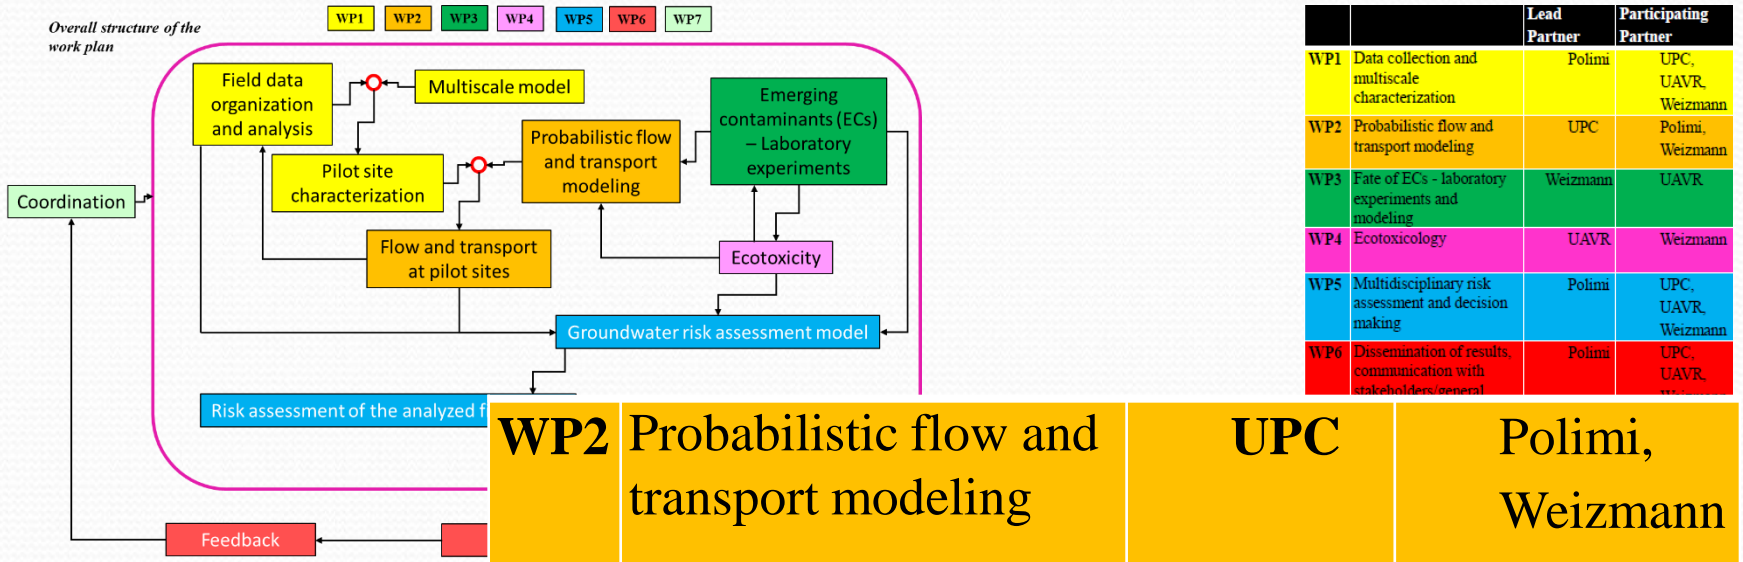 Overall structure of the
work plan
WP1 WP2 WP3 WP4 WP5 WP6 WP7
Field data
organization
and analysis
Multiscale model
Pilot site
characterization
Probabilistic flow
and transport
modeling
Emerging
contaminants (ECs)
– Laboratory
experiments
Coordination
Flow and transport
at pilot sites
Ecotoxicity
Groundwater risk assessment model
Risk assessment of the analyzed f
Feedback
Lead Participating
Partner Partner
WP1 Data collection and Polimi UPC,
multiscale UAVR,
characterization Weizmann
WP2 Probabilistic flow and UPC Polimi,
transport modeling Weizmann
WP3 Fate of ECs - laboratory Weizmann UAVR
experiments and
modeling
WP4 Ecotoxicology UAVR Weizmann
WP5 Multidisciplinary risk Polimi UPC,
assessment and decision UAVR,
making Weizmann
WP6 Dissemination of results, Polimi UPC,
communication with UAVR,
stakeholders/general
WP2 Probabilistic flow and UPC Polimi,
transport modeling Weizmann